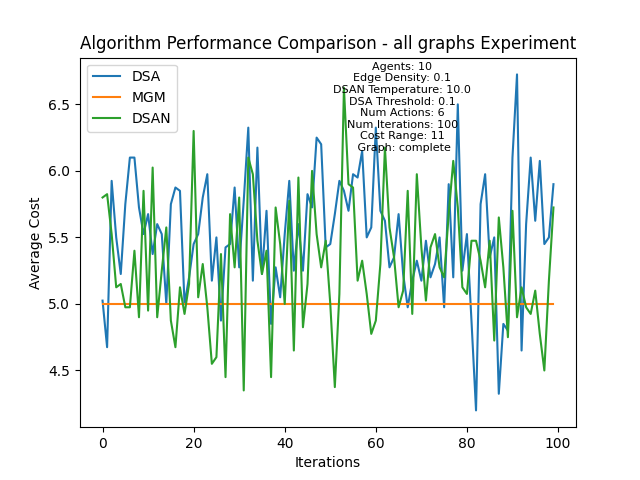 Algorithm Performance Comparison - all graphs Experiment
DSA
MGM
DSAN
Agents: 10
Edge Density: 0.1
DSAN Temperature: 10.0
DSA Threshold: 0.1
Num Actions: 6
Num Iterations: 100
Cost Range: 11
Graph: complete
Average Cost
6.5
6.0
5.5
5.0
4.5
0 20 40 60 80 100
Iterations